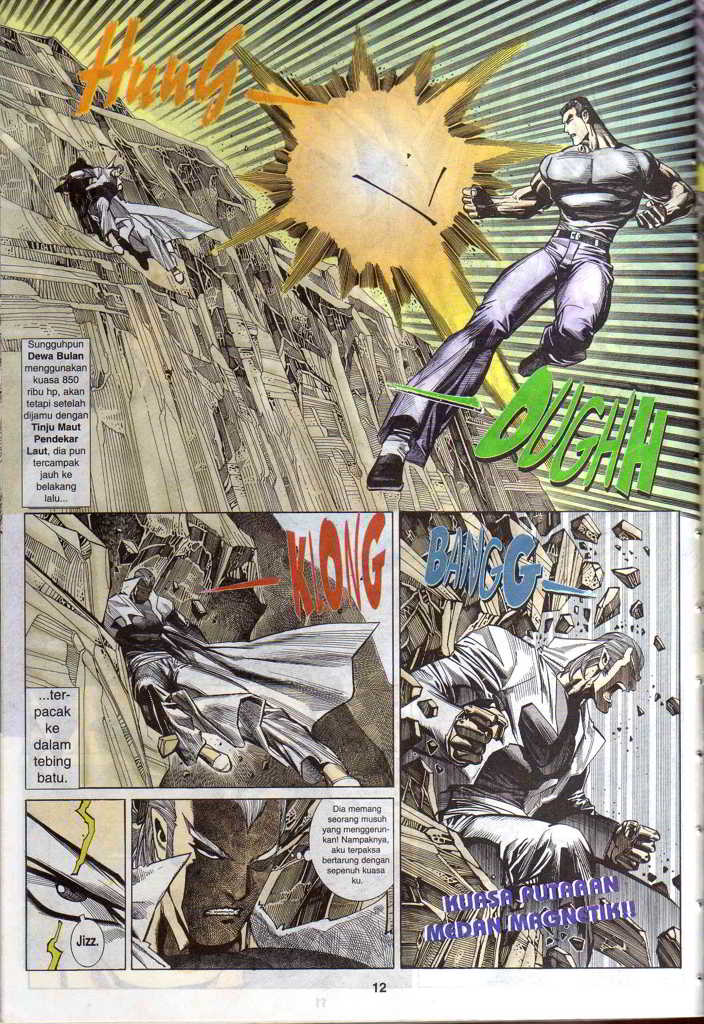 HunG
Sungguhpun
Dewa Bulan
menggunakan
kuasa 850
ribu hp, akan
tetapi setelah
dijamu dengan
Tinju Maut
Pendekar
Laut, dia pun
tercampak
jauh ke
belakang
lalu...
OUGHH
KLONG
...ter-
pacak
ke
dalam
tebing
batu.
BANGG
Jizz.
Dia memang
seorang musuh
yang menggerun-
kan! Nampaknya,
aku terpaksa
bertarung dengan
sepenuh kuasa
ku.
KUASA PUTARAN
MEDAN MAGNETIK!!
12